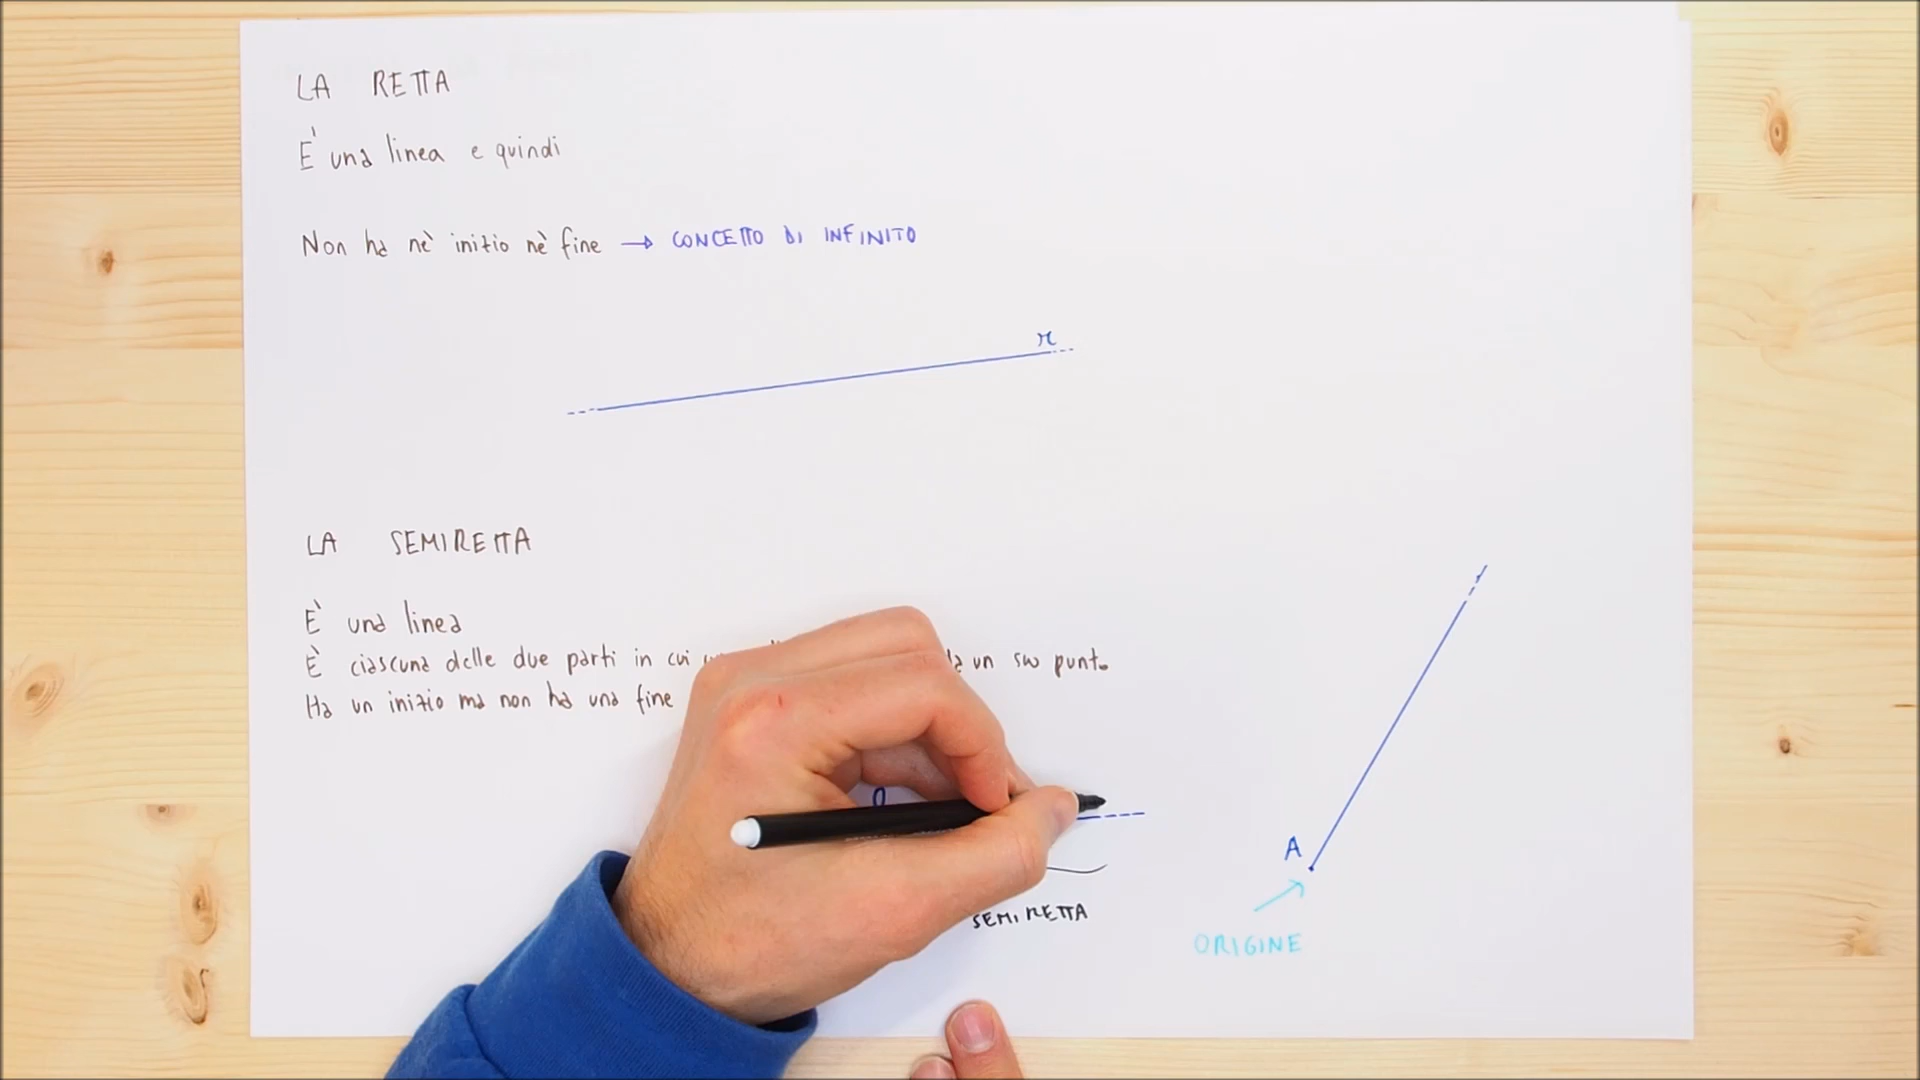 LA RETTA
E' una linea e quindi
Non ha nè inizio nè fine → CONCETTO DI INFINITO
r
LA SEMIRETTA
È una linea
È ciascuna delle due parti in cui un suo punto
Ha un inizio ma non ha una fine
A
SEMIRETTA
ORIGINE